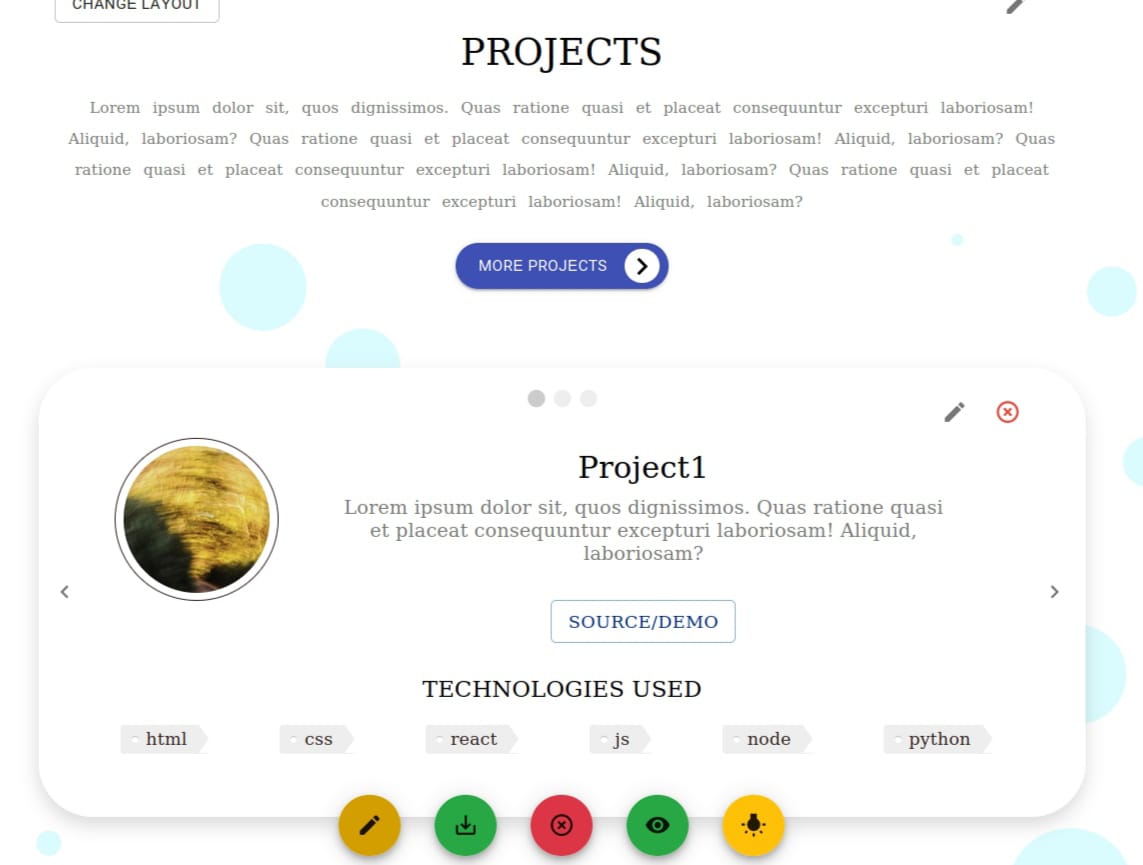 CHANGE LAYOUT
PROJECTS
Lorem ipsum dolor sit, quos dignissimos. Quas ratione quasi et placeat consequuntur excepturi laboriosam!
Aliquid, laboriosam? Quas ratione quasi et placeat consequuntur excepturi laboriosam! Aliquid, laboriosam? Quas
ratione quasi et placeat consequuntur excepturi laboriosam! Aliquid, laboriosam? Quas ratione quasi et placeat
consequuntur excepturi laboriosam! Aliquid, laboriosam?
MORE PROJECTS
Project1
Lorem ipsum dolor sit, quos dignissimos. Quas ratione quasi
et placeat consequuntur excepturi laboriosam! Aliquid,
laboriosam?
SOURCE/DEMO
TECHNOLOGIES USED
html css react js node python